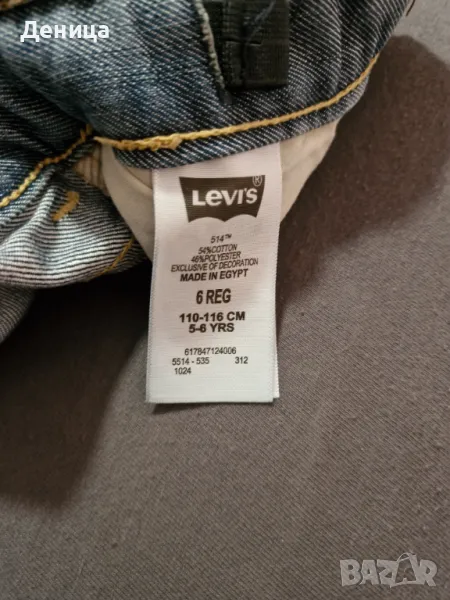 Деница
LEVI'S ®
514™
54%COTTON
46%POLYESTER
EXCLUSIVE OF DECORATION
MADE IN EGYPT
6 REG
110-116 CM
5-6 YRS
617847124006
5514 - 535 312
1024
BAZAR